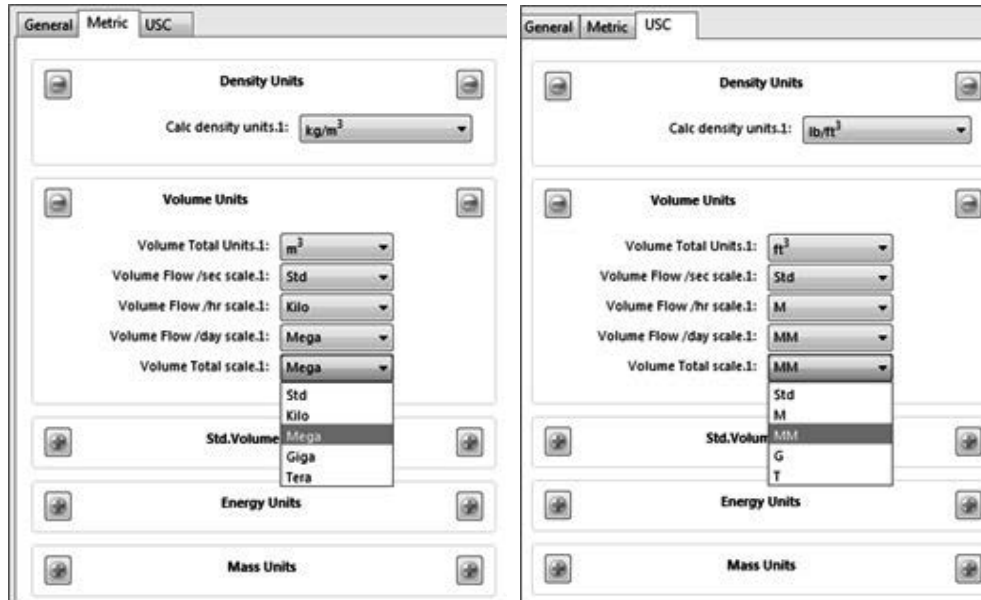 General Metric USC
Density Units
Calc density units.1: kg/m³
Volume Units
Volume Total Units.1: m³
Volume Flow /sec scale.1: Std
Volume Flow /hr scale.1: Kilo
Volume Flow /day scale.1: Mega
Volume Total scale.1: Mega
Std
Kilo
Std.Volume Mega
Giga
Tera
Energy Units
Mass Units
General Metric USC
Density Units
Calc density units.1: lb/ft³
Volume Units
Volume Total Units.1: ft³
Volume Flow /sec scale.1: Std
Volume Flow /hr scale.1: M
Volume Flow /day scale.1: MM
Volume Total scale.1: MM
Std
M
Std.Volum MM
G
T
Energy Units
Mass Units